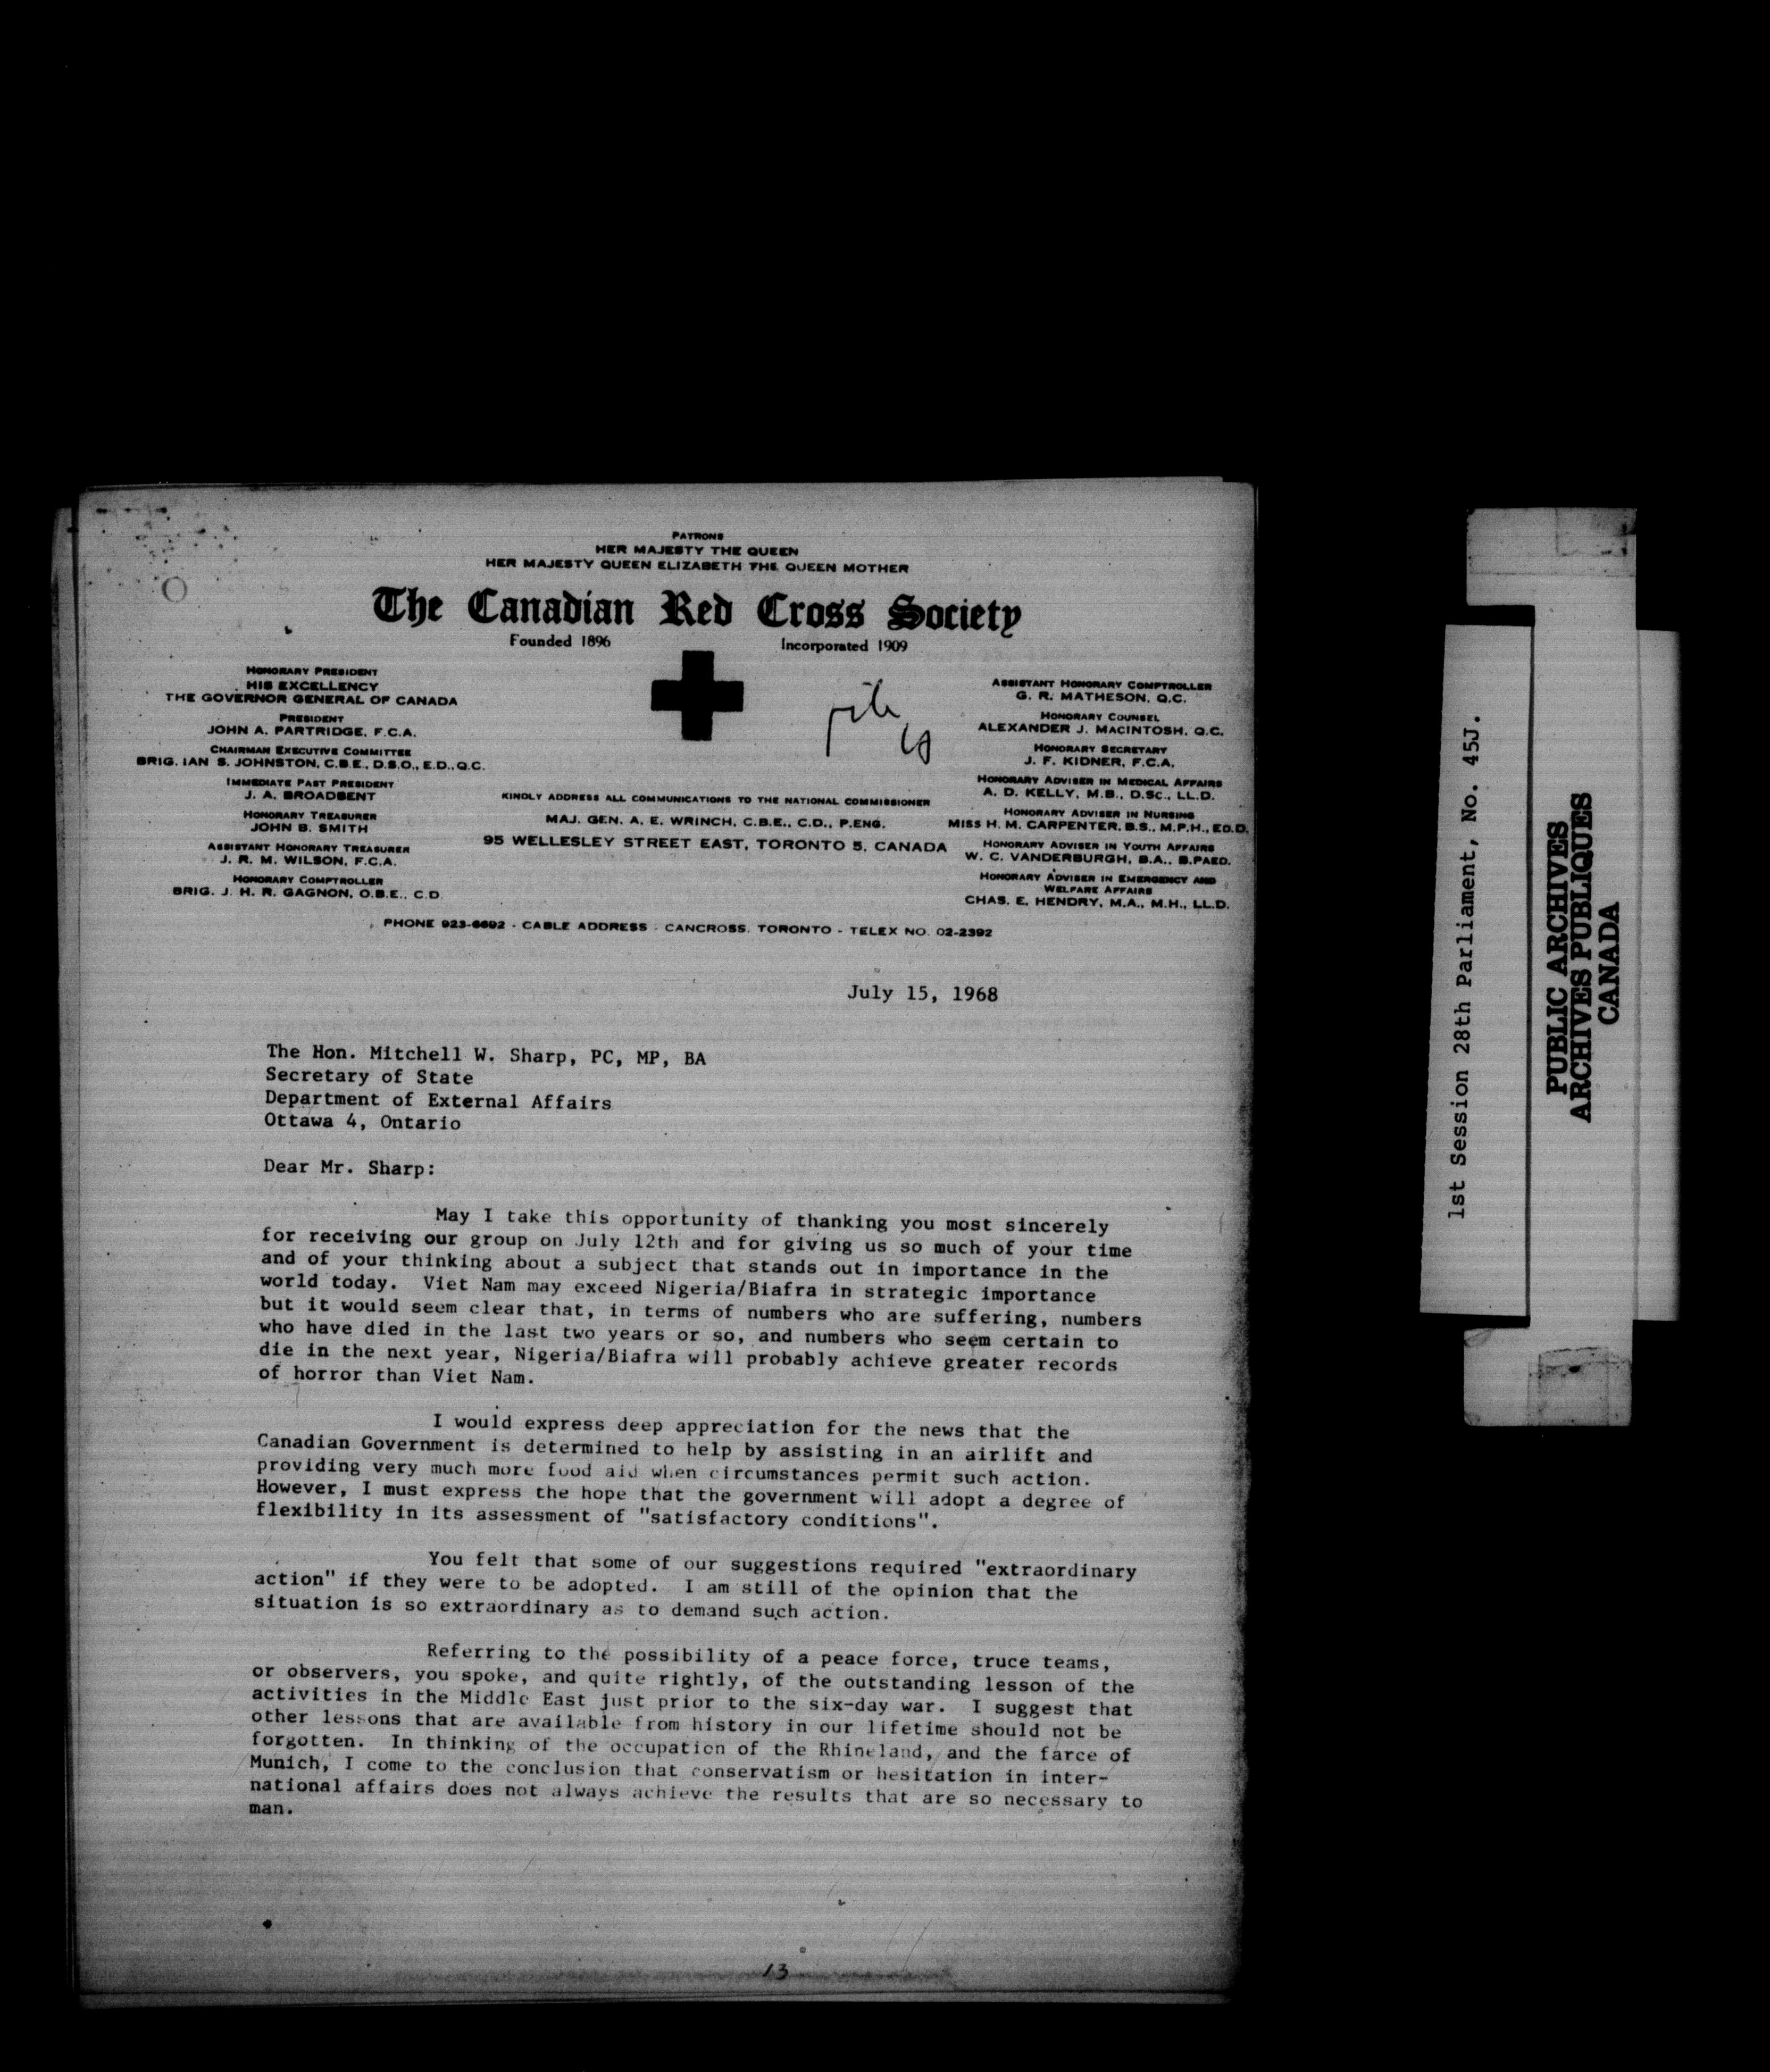 PATRONS
HER MAJESTY THE QUEEN
HER MAJESTY QUEEN ELIZABETH THE QUEEN MOTHER
The Canadian Red Cross Society
Founded 1896
Incorporated 1909
HONORARY PRESIDENT
HIS EXCELLENCY
THE GOVERNOR GENERAL OF CANADA
PRESIDENT
JOHN A. PARTRIDGE, F.C.A.
CHAIRMAN EXECUTIVE COMMITTEE
BRIG. IAN S. JOHNSTON, C.B.E., D.S.O., E.D., Q.C.
IMMEDIATE PAST PRESIDENT
J. A. BROADBENT
HONORARY TREASURER
JOHN B. SMITH
ASSISTANT HONORARY TREASURER
J. R. M. WILSON, F.C.A.
HONORARY COMPTROLLER
BRIG. J. H. R. GAGNON, O.B.E., C.D.
file
KINDLY ADDRESS ALL COMMUNICATIONS TO THE NATIONAL COMMISSIONER
MAJ. GEN. A. E. WRINCH, C.B.E., C.D., P.ENG.
95 WELLESLEY STREET EAST, TORONTO 5, CANADA
ASSISTANT HONORARY COMPTROLLER
G. R. MATHESON, Q.C.
HONORARY COUNSEL
ALEXANDER J. MACINTOSH, Q.C.
HONORARY SECRETARY
J. F. KIDNER, F.C.A.
HONORARY ADVISER IN MEDICAL AFFAIRS
A. D. KELLY, M.B., D.SC., LL.D.
HONORARY ADVISER IN NURSING
MISS H. M. CARPENTER, B.S., M.P.H., ED.D.
HONORARY ADVISER IN YOUTH AFFAIRS
W. C. VANDERBURGH, B.A., B.PAED.
HONORARY ADVISER IN EMERGENCY AND
WELFARE AFFAIRS
CHAS. E. HENDRY, M.A., M.H., LL.D.
PHONE 923-6692 - CABLE ADDRESS - CANCROSS, TORONTO - TELEX NO. 02-2392
July 15, 1968
The Hon. Mitchell W. Sharp, PC, MP, BA
Secretary of State
Department of External Affairs
Ottawa 4, Ontario
Dear Mr. Sharp:
May I take this opportunity of thanking you most sincerely
for receiving our group on July 12th and for giving us so much of your time
and of your thinking about a subject that stands out in importance in the
world today. Viet Nam may exceed Nigeria/Biafra in strategic importance
but it would seem clear that, in terms of numbers who are suffering, numbers
who have died in the last two years or so, and numbers who seem certain to
die in the next year, Nigeria/Biafra will probably achieve greater records
of horror than Viet Nam.
I would express deep appreciation for the news that the
Canadian Government is determined to help by assisting in an airlift and
providing very much more food aid when circumstances permit such action.
However, I must express the hope that the government will adopt a degree of
flexibility in its assessment of "satisfactory conditions".
You felt that some of our suggestions required "extraordinary
action" if they were to be adopted. I am still of the opinion that the
situation is so extraordinary as to demand such action.
Referring to the possibility of a peace force, truce teams,
or observers, you spoke, and quite rightly, of the outstanding lesson of the
activities in the Middle East just prior to the six-day war. I suggest that
other lessons that are available from history in our lifetime should not be
forgotten. In thinking of the occupation of the Rhineland, and the farce of
Munich, I come to the conclusion that conservatism or hesitation in inter-
national affairs does not always achieve the results that are so necessary to
man.
13
1st Session 28th Parliament, No. 45J.
PUBLIC ARCHIVES
ARCHIVES PUBLIQUES
CANADA